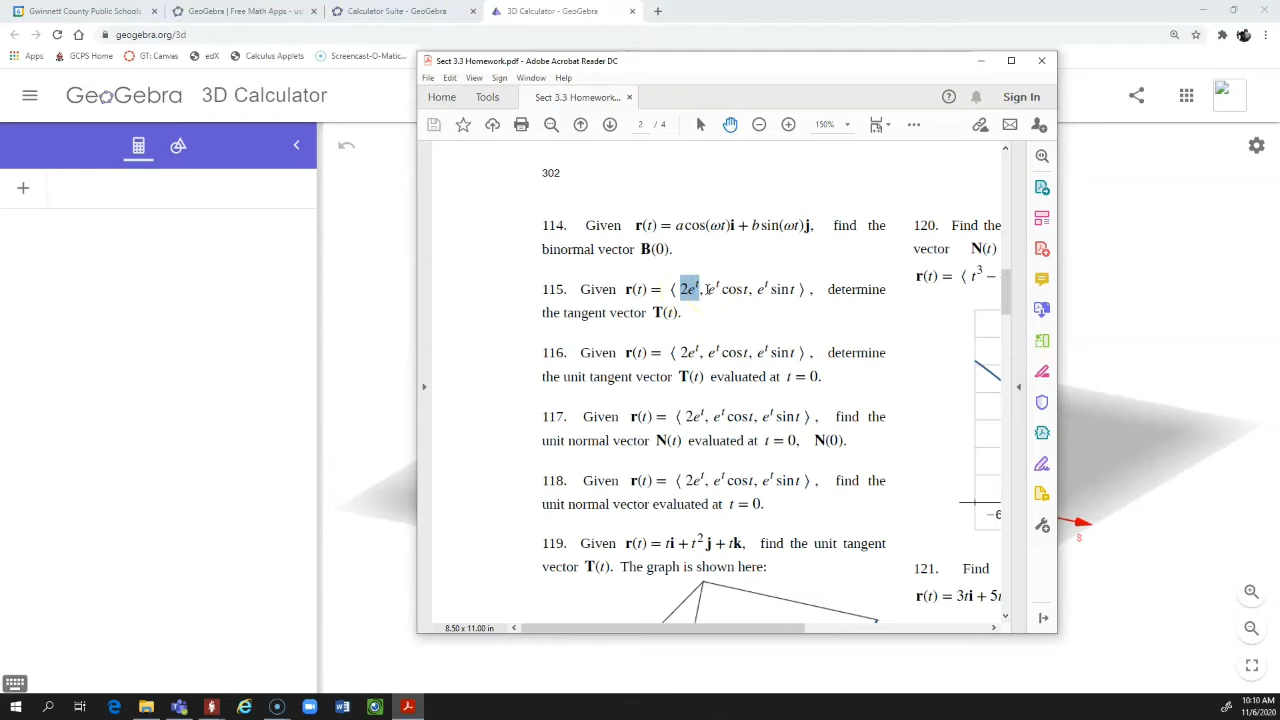 Gwinnett County Public Schools
GeoGebra | Free Math Apps - use
Calculator Suite - GeoGebra
3D Calculator - GeoGebra
geogebra.org/3d
Apps GCPS Home GT: Canvas edX Calculus Applets Screencast-O-Matic...
GeoGebra 3D Calculator
Sect 3.3 Homework.pdf - Adobe Acrobat Reader DC
File Edit View Sign Window Help
Home Tools Sect 3.3 Homework... Sign In
2 / 4 150%
302
114. Given r(t) = a cos(ωt)i + b sin(ωt)j, find the
binormal vector B(0).
115. Given r(t) = ⟨ 2e^t, e^t cos t, e^t sin t ⟩, determine
the tangent vector T(t).
116. Given r(t) = ⟨ 2e^t, e^t cos t, e^t sin t ⟩, determine
the unit tangent vector T(t) evaluated at t = 0.
117. Given r(t) = ⟨ 2e^t, e^t cos t, e^t sin t ⟩, find the
unit normal vector N(t) evaluated at t = 0, N(0).
118. Given r(t) = ⟨ 2e^t, e^t cos t, e^t sin t ⟩, find the
unit normal vector evaluated at t = 0.
119. Given r(t) = ti + t^2 j + tk, find the unit tangent
vector T(t). The graph is shown here:
120. Find the
vector N(t)
r(t) = ⟨ t^3 −
−6
121. Find
r(t) = 3ti + 5t
8
8.50 x 11.00 in
10:10 AM
11/6/2020